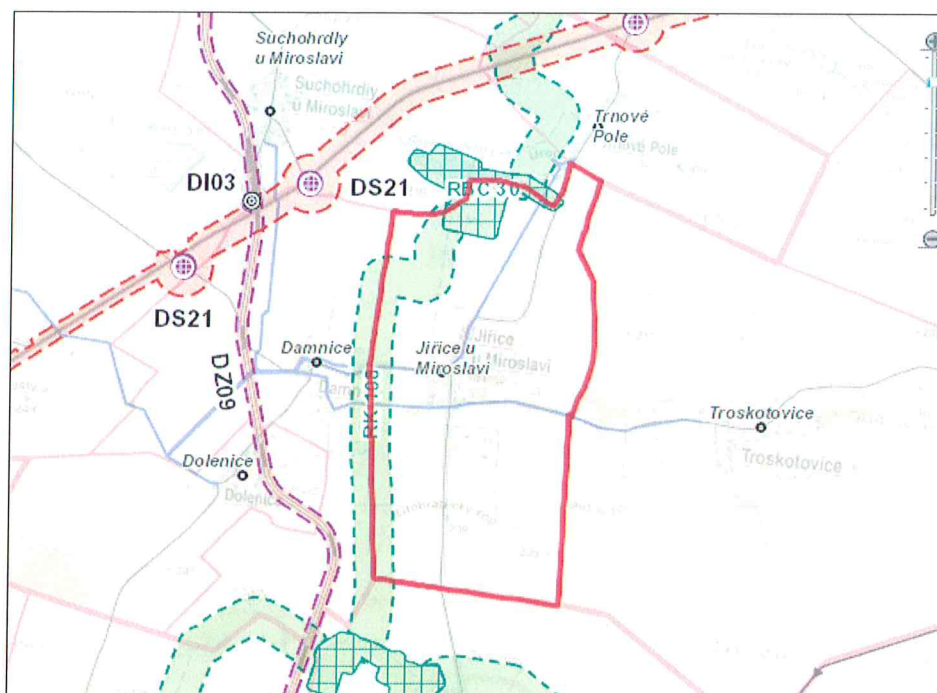 Suchohrdly
u Miroslavi
Suchohrdly
u Miroslavi
Trnové
Pole
Trnové Pole
DI03
DS21
RBC 30
DS21
DZ09
Damnice
Jiřice u
Miroslavi
Jiřice
u Miroslavi
RK 106
Troskotovice
Troskotovice
Dolenice
Dolenice